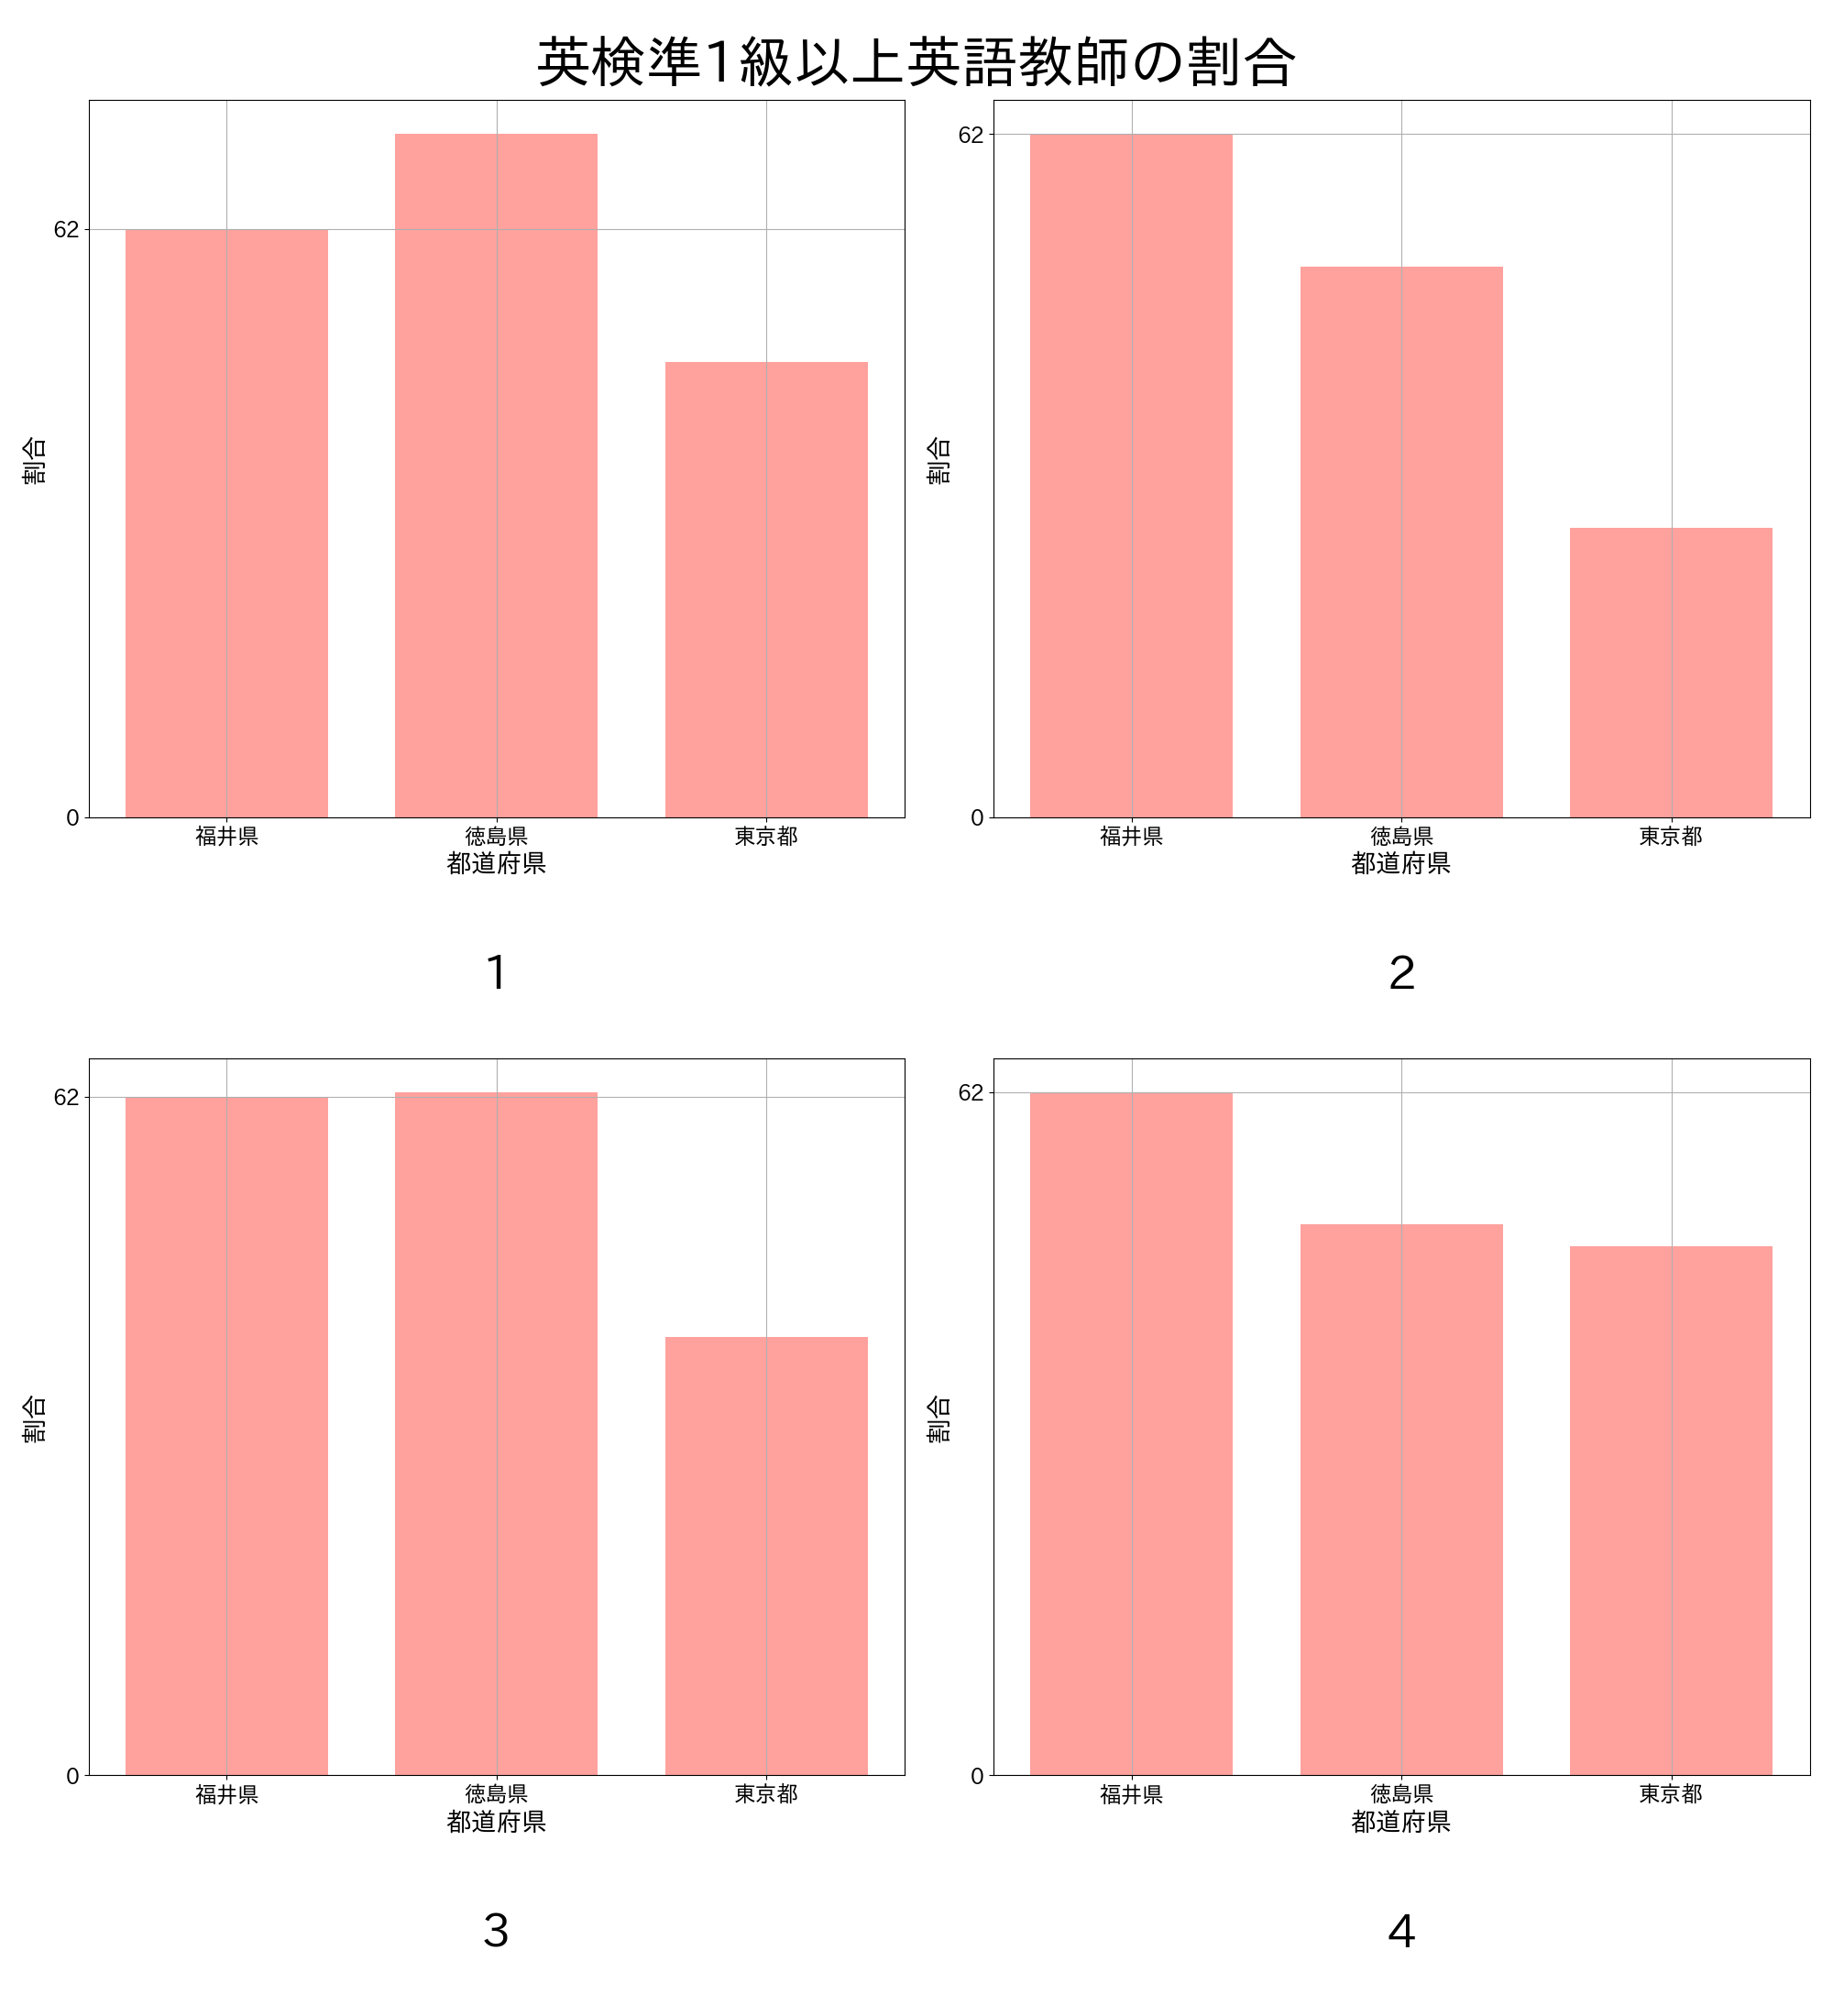 英検準1級以上英語教師の割合
62
0
割合
福井県 徳島県 東京都
都道府県
1
62
0
割合
福井県 徳島県 東京都
都道府県
2
62
0
割合
福井県 徳島県 東京都
都道府県
3
62
0
割合
福井県 徳島県 東京都
都道府県
4